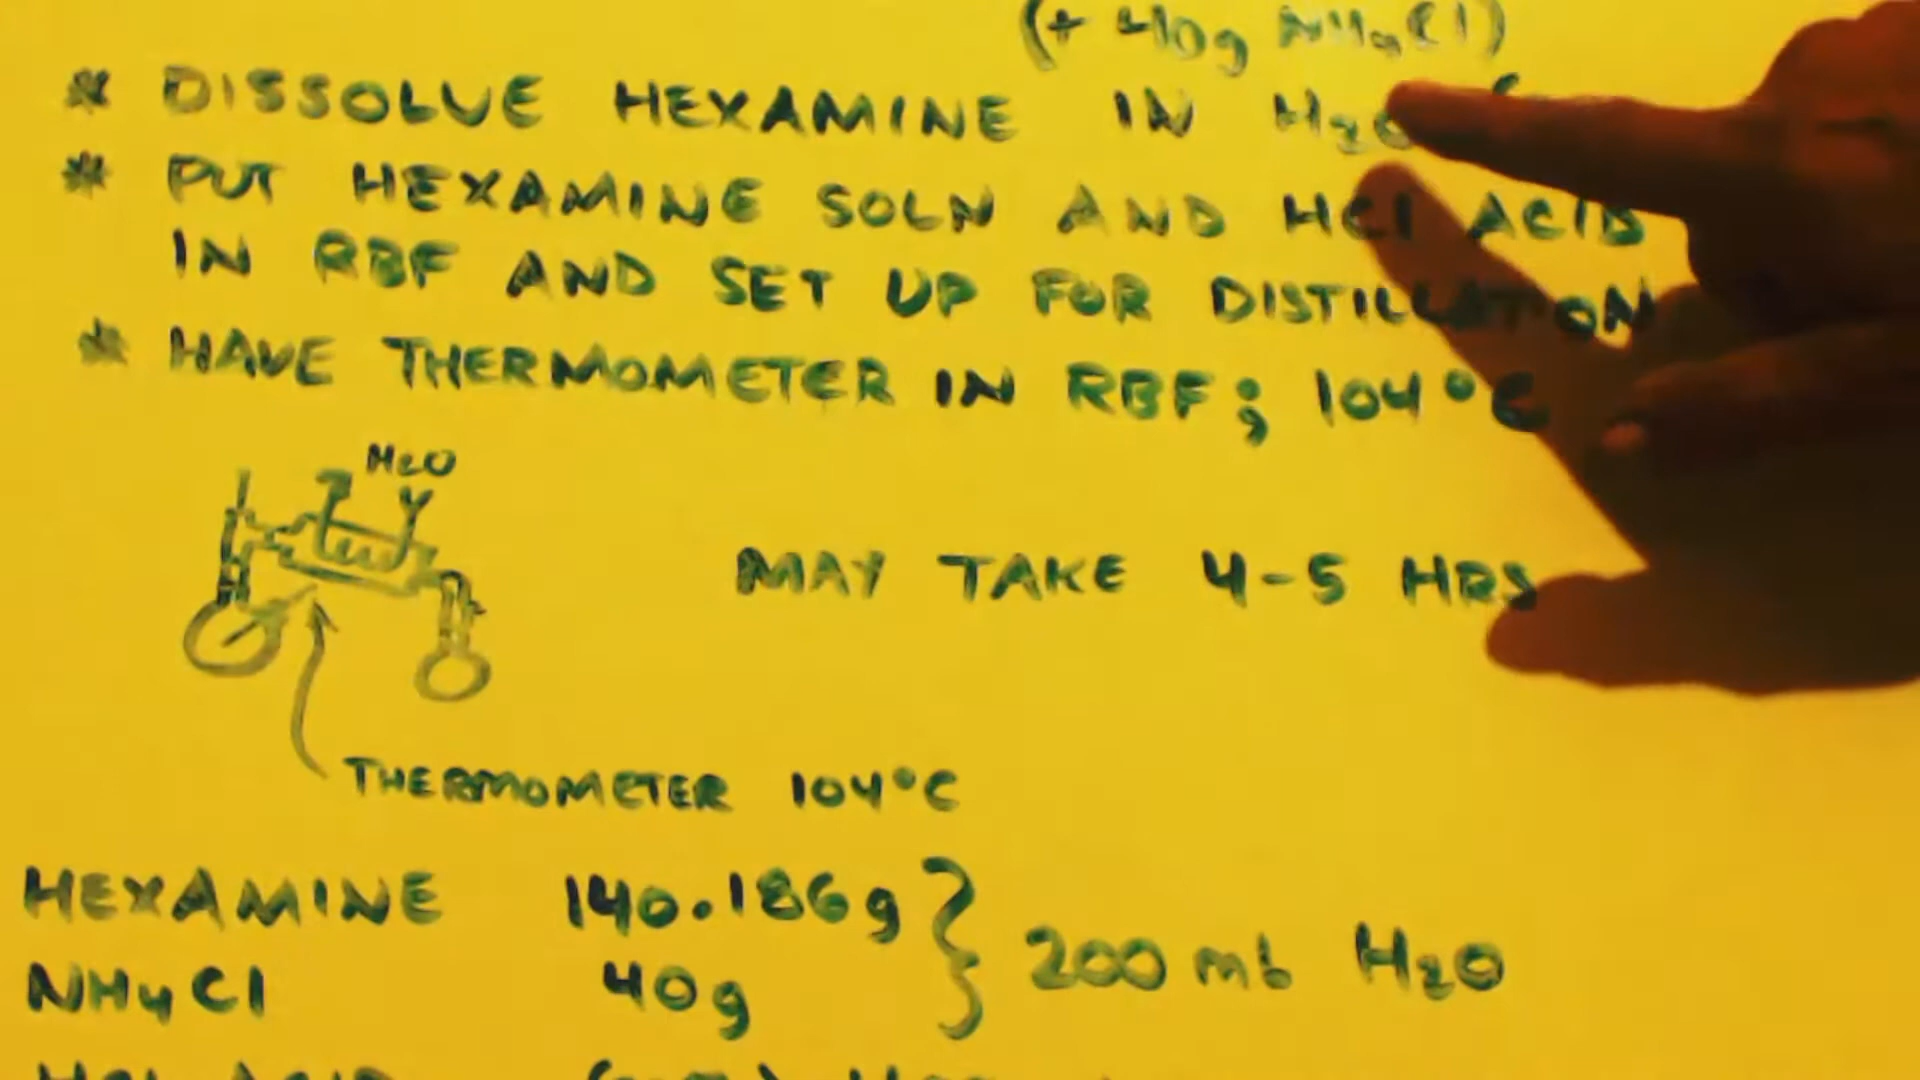 (+ 40g NH4Cl)
* DISSOLVE HEXAMINE IN H2O
* PUT HEXAMINE SOLN AND HCl ACID
IN RBF AND SET UP FOR DISTILLATION
* HAVE THERMOMETER IN RBF; 104°C
H2O
MAY TAKE 4-5 HRS
THERMOMETER 104°C
HEXAMINE 140.186g } 200 mL H2O
NH4Cl 40g
HCl ACID